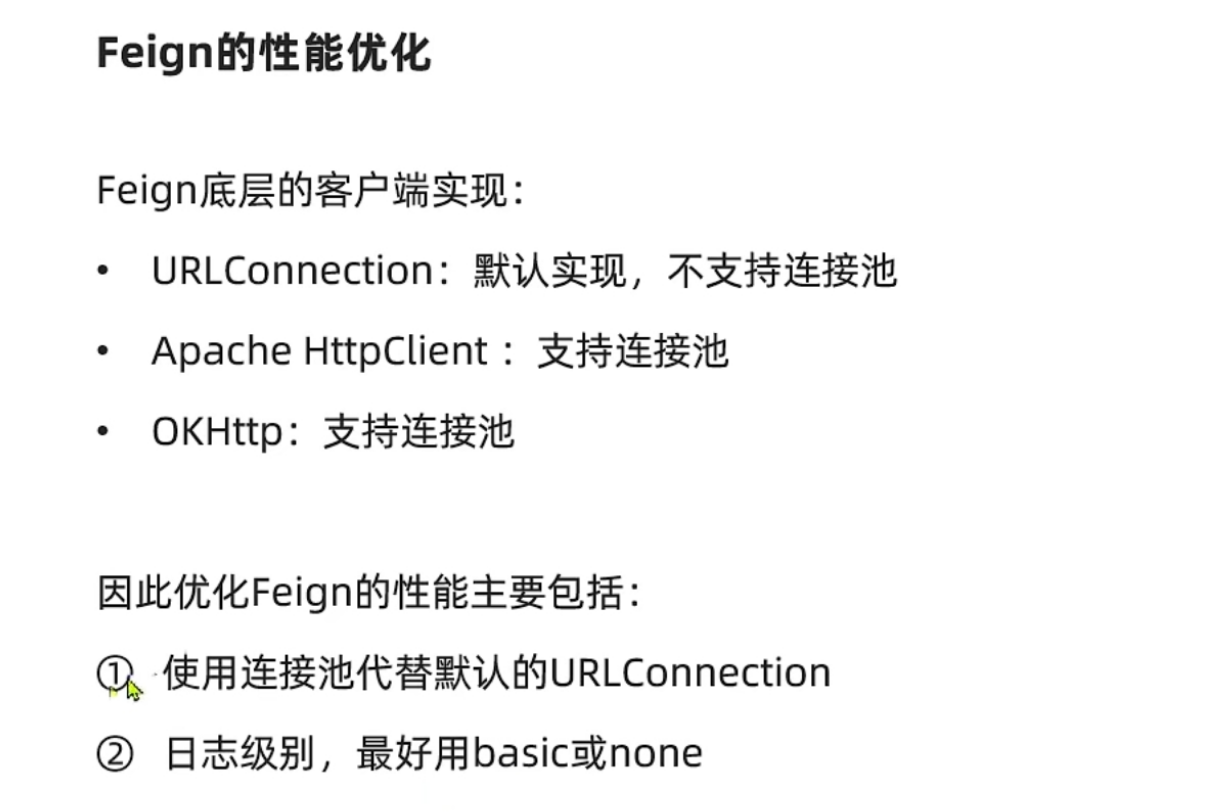 Feign的性能优化
Feign底层的客户端实现：
• URLConnection：默认实现，不支持连接池
• Apache HttpClient ：支持连接池
• OKHttp：支持连接池
因此优化Feign的性能主要包括：
① 使用连接池代替默认的URLConnection
② 日志级别，最好用basic或none